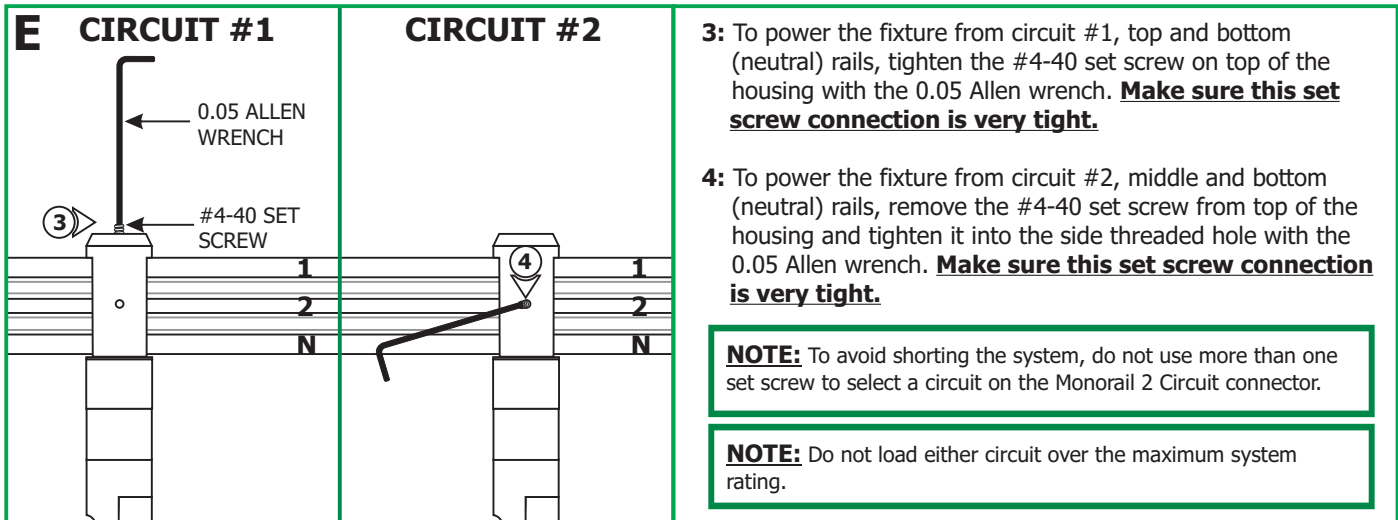 E CIRCUIT #1
0.05 ALLEN
WRENCH
3
#4-40 SET
SCREW
1
2
N
CIRCUIT #2
4
1
2
N
3: To power the fixture from circuit #1, top and bottom
(neutral) rails, tighten the #4-40 set screw on top of the
housing with the 0.05 Allen wrench. Make sure this set
screw connection is very tight.
4: To power the fixture from circuit #2, middle and bottom
(neutral) rails, remove the #4-40 set screw from top of the
housing and tighten it into the side threaded hole with the
0.05 Allen wrench. Make sure this set screw connection
is very tight.
NOTE: To avoid shorting the system, do not use more than one
set screw to select a circuit on the Monorail 2 Circuit connector.
NOTE: Do not load either circuit over the maximum system
rating.